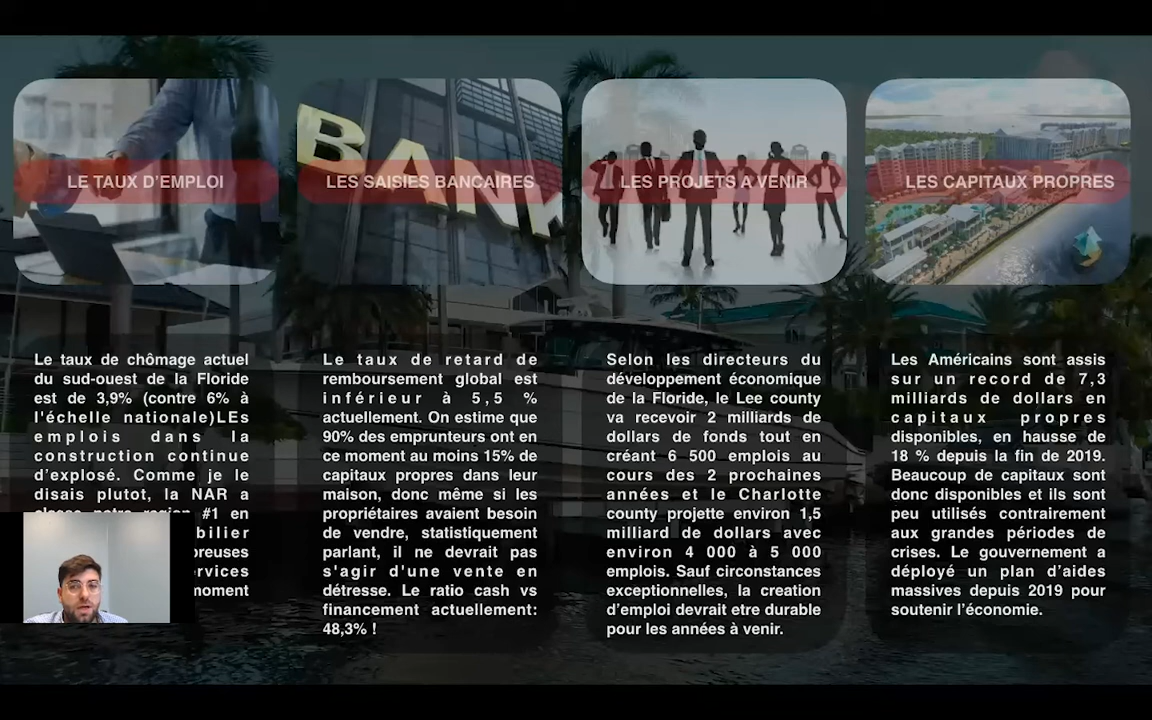 LE TAUX D'EMPLOI
Le taux de chômage actuel
du sud-ouest de la Floride
est de 3,9% (contre 6% à
l'échelle nationale)LEs
emplois dans la
construction continue
d'explosé. Comme je le
disais plutot, la NAR a
classe notre region #1 en
bilier
breuses
ervices
moment
BANK
LES SAISIES BANCAIRES
Le taux de retard de
remboursement global est
inférieur à 5,5 %
actuellement. On estime que
90% des emprunteurs ont en
ce moment au moins 15% de
capitaux propres dans leur
maison, donc même si les
propriétaires avaient besoin
de vendre, statistiquement
parlant, il ne devrait pas
s'agir d'une vente en
détresse. Le ratio cash vs
financement actuellement:
48,3% !
LES PROJETS A VENIR
Selon les directeurs du
développement économique
de la Floride, le Lee county
va recevoir 2 milliards de
dollars de fonds tout en
créant 6 500 emplois au
cours des 2 prochaines
années et le Charlotte
county projette environ 1,5
milliard de dollars avec
environ 4 000 à 5 000
emplois. Sauf circonstances
exceptionnelles, la creation
d'emploi devrait etre durable
pour les années à venir.
LES CAPITAUX PROPRES
Les Américains sont assis
sur un record de 7,3
milliards de dollars en
capitaux propres
disponibles, en hausse de
18 % depuis la fin de 2019.
Beaucoup de capitaux sont
donc disponibles et ils sont
peu utilisés contrairement
aux grandes périodes de
crises. Le gouvernement a
déployé un plan d'aides
massives depuis 2019 pour
soutenir l'économie.